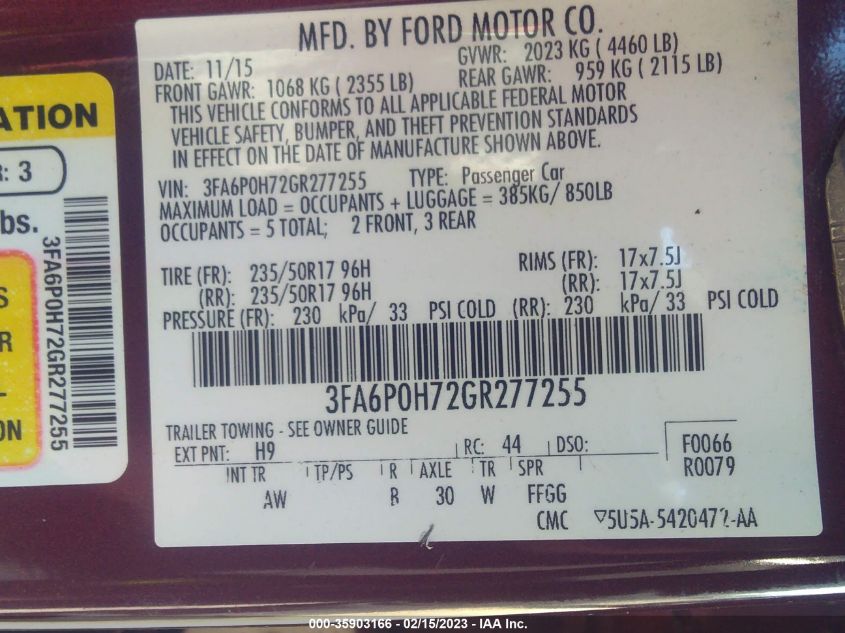 ATION
R: 3
bs.
S
R
L
ON
3FA6P0H72GR277255
MFD. BY FORD MOTOR CO.
DATE: 11/15 GVWR: 2023 KG ( 4460 LB)
FRONT GAWR: 1068 KG ( 2355 LB) REAR GAWR: 959 KG ( 2115 LB)
THIS VEHICLE CONFORMS TO ALL APPLICABLE FEDERAL MOTOR
VEHICLE SAFETY, BUMPER, AND THEFT PREVENTION STANDARDS
IN EFFECT ON THE DATE OF MANUFACTURE SHOWN ABOVE.
VIN: 3FA6P0H72GR277255 TYPE: Passenger Car
MAXIMUM LOAD = OCCUPANTS + LUGGAGE = 385KG/ 850LB
OCCUPANTS = 5 TOTAL; 2 FRONT, 3 REAR
TIRE (FR): 235/50R17 96H RIMS (FR): 17x7.5J
(RR): 235/50R17 96H (RR): 17x7.5J
PRESSURE (FR): 230 kPa/ 33 PSI COLD (RR): 230 kPa/ 33 PSI COLD
3FA6P0H72GR277255
TRAILER TOWING - SEE OWNER GUIDE
EXT PNT: H9 RC: 44 DSO: F0066
R0079
INT TR TP/PS R AXLE TR SPR
AW B 30 W FFGG
CMC ▽5U5A-5420472-AA
000-35903166 - 02/15/2023 - IAA Inc.